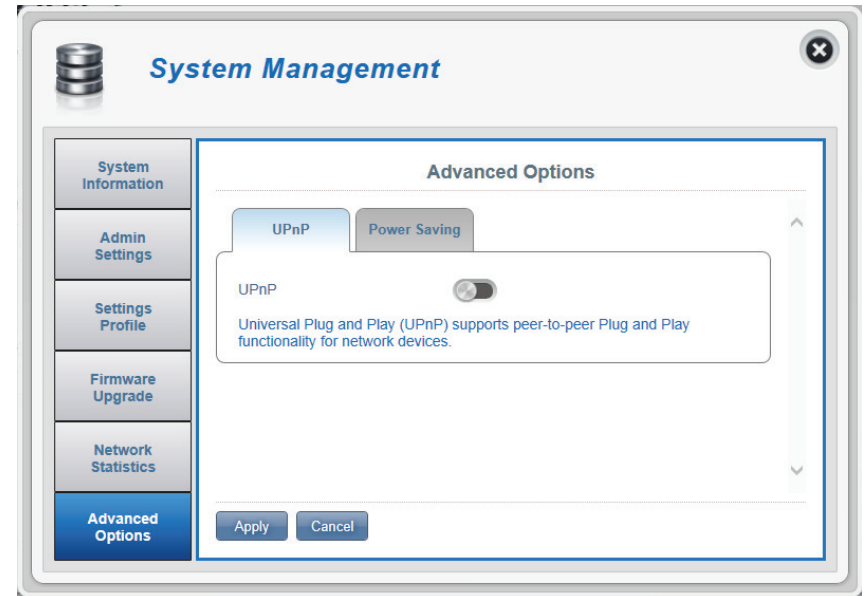 System Management
System
Information
Admin
Settings
Settings
Profile
Firmware
Upgrade
Network
Statistics
Advanced
Options
Advanced Options
UPnP
Power Saving
UPnP
Universal Plug and Play (UPnP) supports peer-to-peer Plug and Play
functionality for network devices.
Apply
Cancel